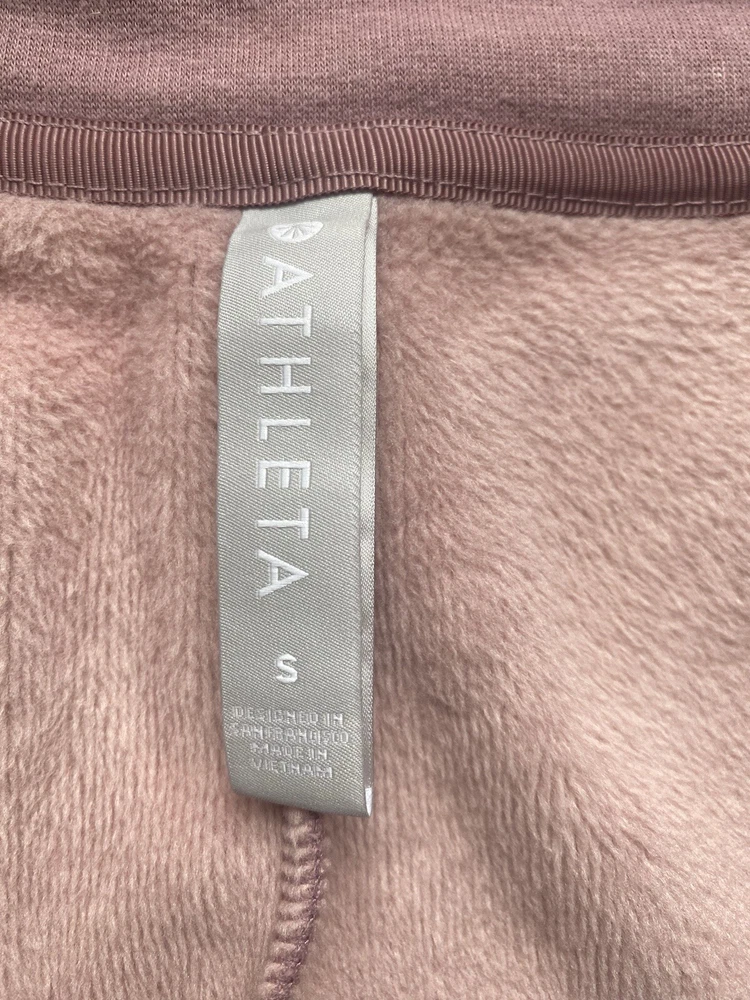 ATHLETA
S
DESIGNED IN
SAN FRANCISCO
MADE IN
VIETNAM